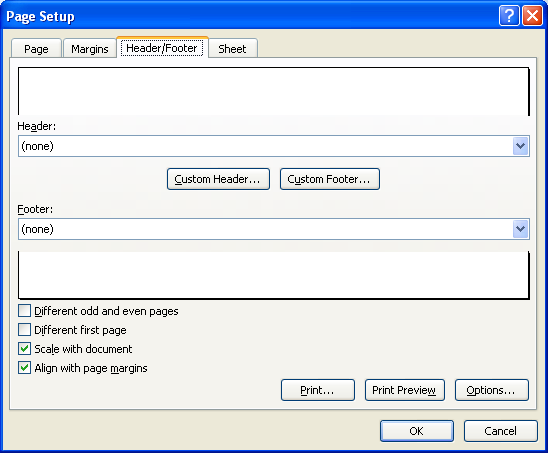 Page Setup
Page Margins Header/Footer Sheet
Header:
(none)
Custom Header... Custom Footer...
Footer:
(none)
Different odd and even pages
Different first page
Scale with document
Align with page margins
Print... Print Preview Options...
OK Cancel